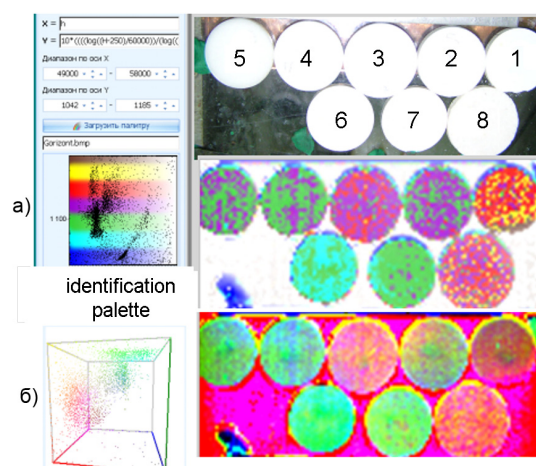 X = h
Y = 10*((((log((H+250)/60000))/(log((
Диапазон по оси X
49000 - 58000
Диапазон по оси Y
1042 - 1185
Загрузить палитру
Gorizont.bmp
1 100
a)
identification
palette
б)
5 4 3 2 1
6 7 8